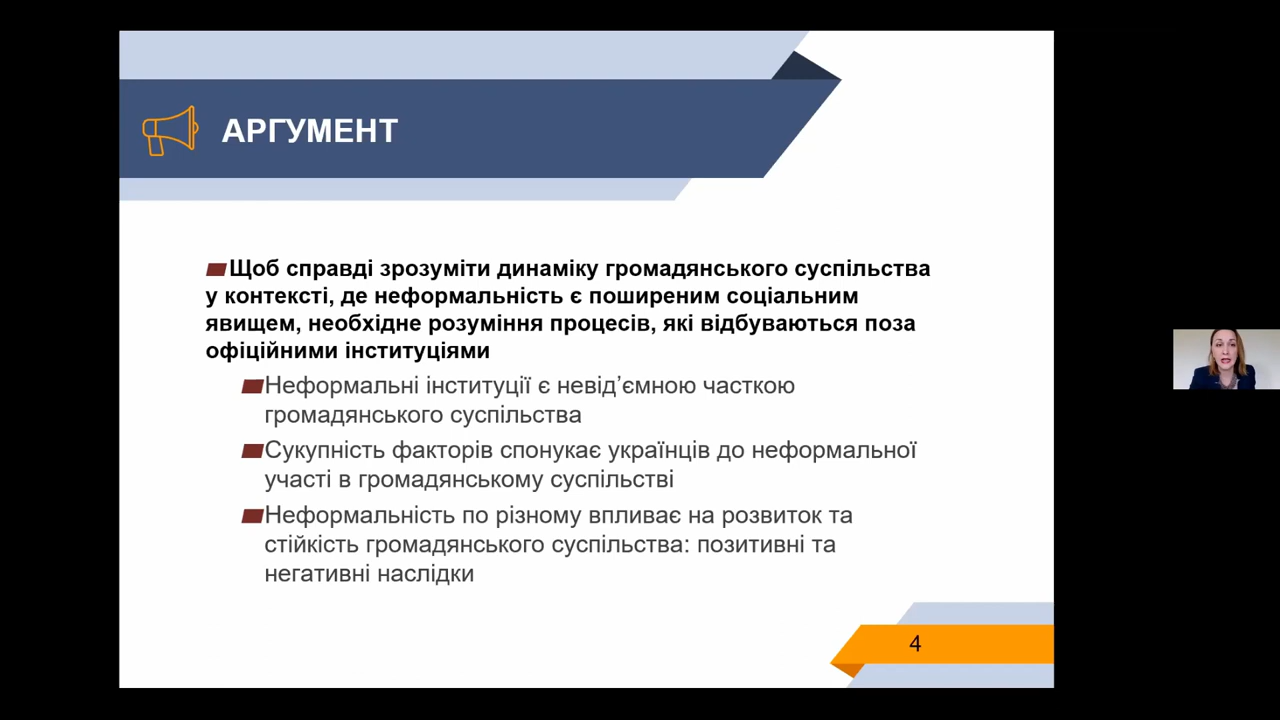 АРГУМЕНТ
Щоб справді зрозуміти динаміку громадянського суспільства
у контексті, де неформальність є поширеним соціальним
явищем, необхідне розуміння процесів, які відбуваються поза
офіційними інституціями
Неформальні інституції є невід’ємною часткою
громадянського суспільства
Сукупність факторів спонукає українців до неформальної
участі в громадянському суспільстві
Неформальність по різному впливає на розвиток та
стійкість громадянського суспільства: позитивні та
негативні наслідки
4